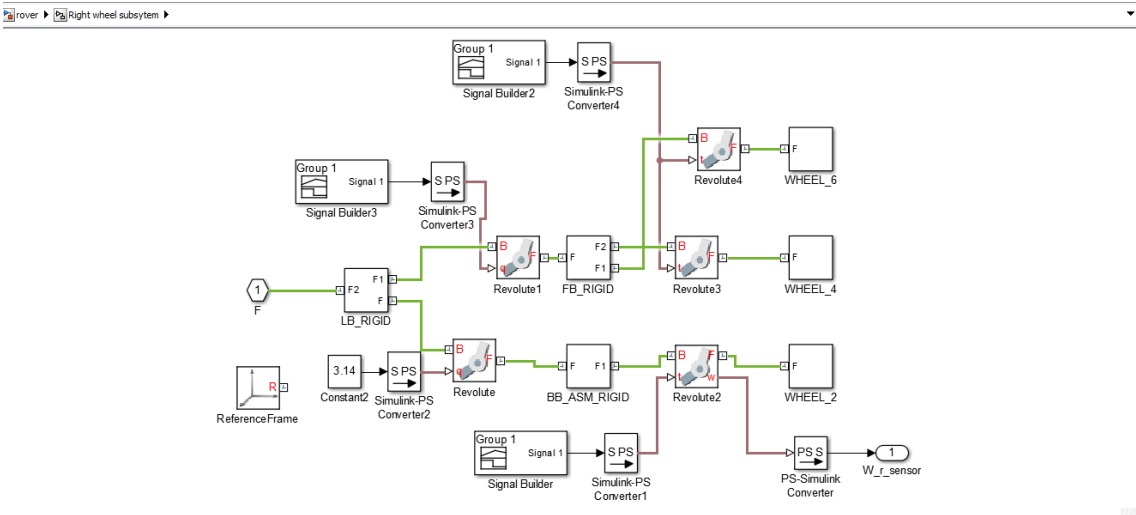 rover
Right wheel subsytem
Group 1
Signal 1
Signal Builder2
S PS
Simulink-PS
Converter4
B
F
t
Revolute4
F
WHEEL_6
Group 1
Signal 1
Signal Builder3
S PS
Simulink-PS
Converter3
B
F
q
Revolute1
F
F2
F1
FB_RIGID
B
F
t
Revolute3
F
WHEEL_4
1
F
F2
F1
F
LB_RIGID
3.14
Constant2
S PS
Simulink-PS
Converter2
B
F
q
Revolute
F
F1
BB_ASM_RIGID
B
F
t
w
Revolute2
F
WHEEL_2
R
ReferenceFrame
Group 1
Signal 1
Signal Builder
S PS
Simulink-PS
Converter1
PS S
PS-Simulink
Converter
1
W_r_sensor